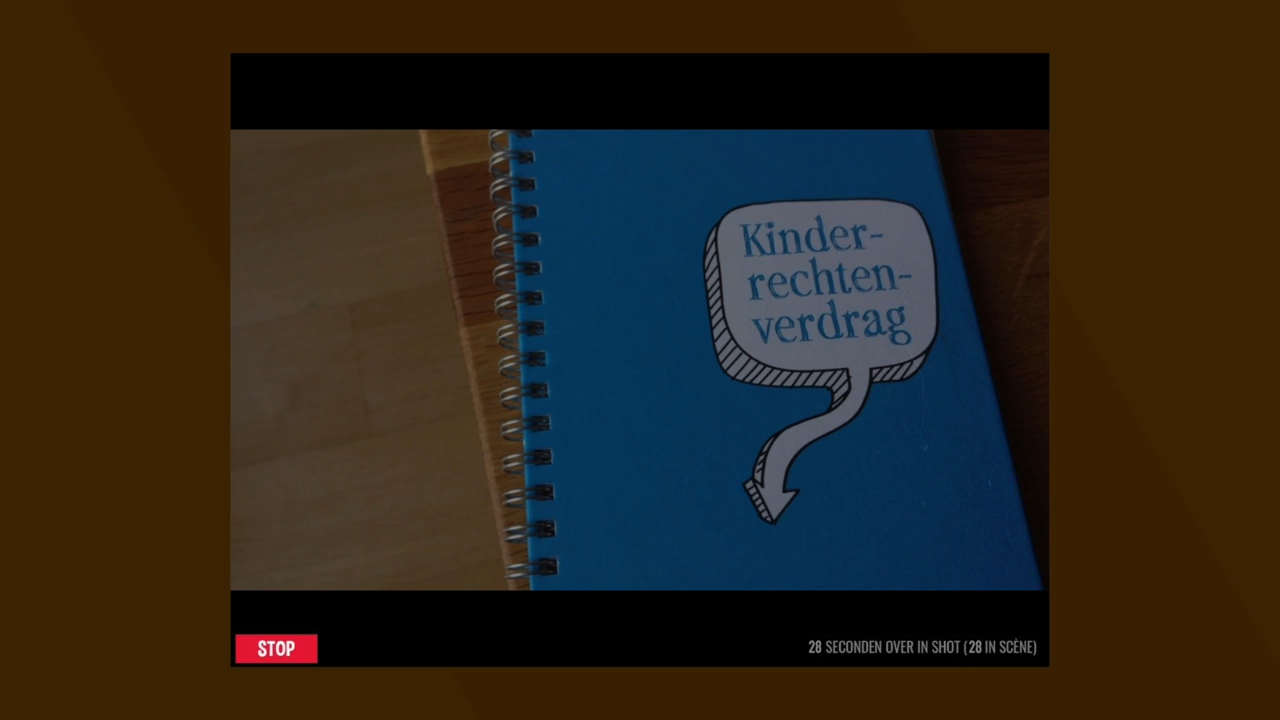 Kinder-
rechten-
verdrag
STOP
28 SECONDEN OVER IN SHOT (28 IN SCÈNE)